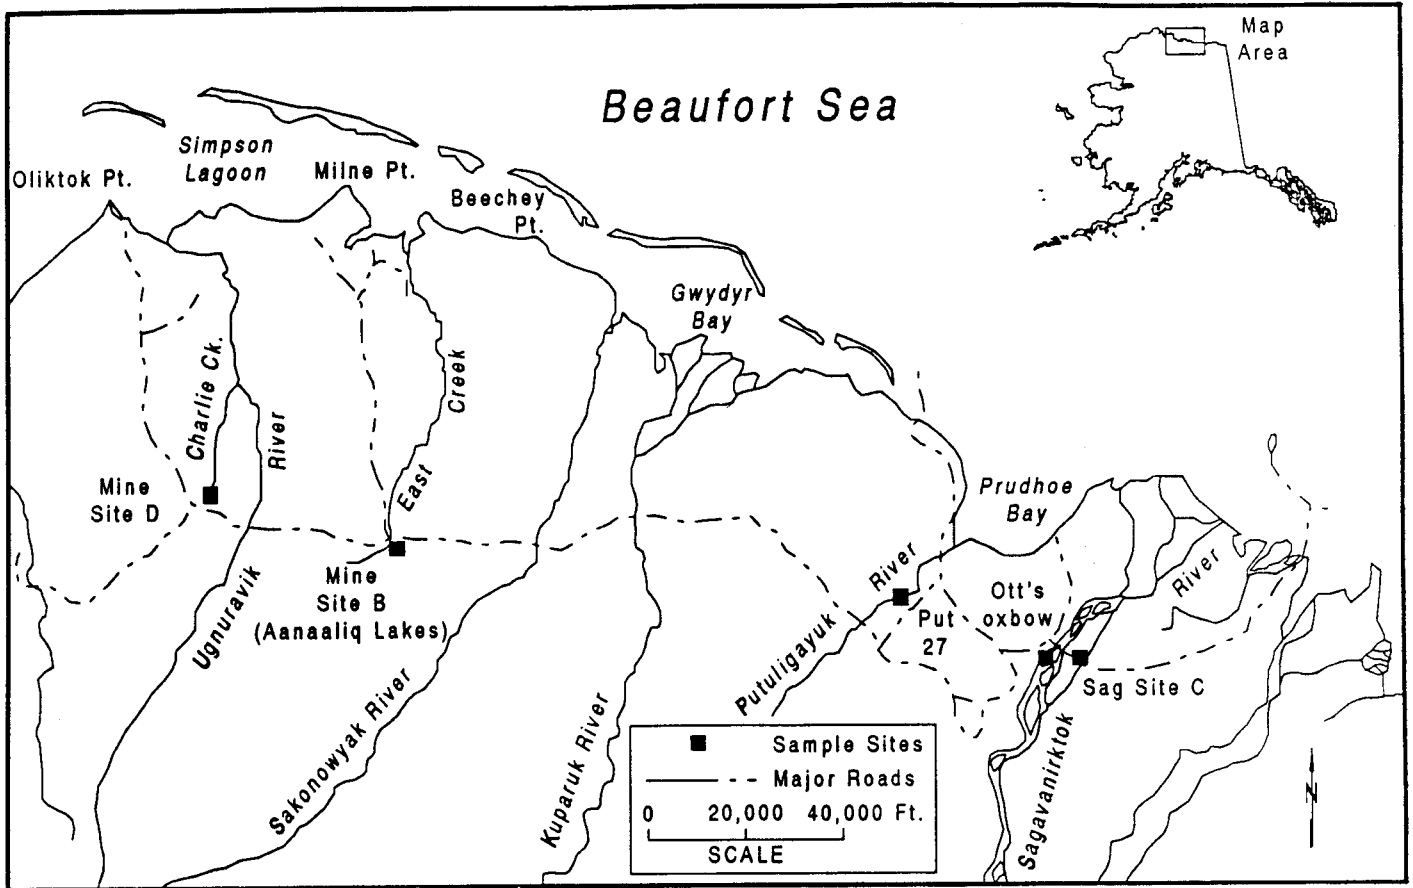 Map
Area
Beaufort Sea
Simpson
Lagoon
Oliktok Pt.
Milne Pt.
Beechey
Pt.
Gwydyr
Bay
Charlie Ck.
River
Creek
East
Mine
Site D
Prudhoe
Bay
Mine
Site B
(Aanaaliq Lakes)
Ugnuravik
River
Put
27
Ott's
oxbow
River
Putuligayuk
Sag Site C
Sakonowyak River
Kuparuk River
Sagavanirktok
Sample Sites
Major Roads
0 20,000 40,000 Ft.
SCALE
N